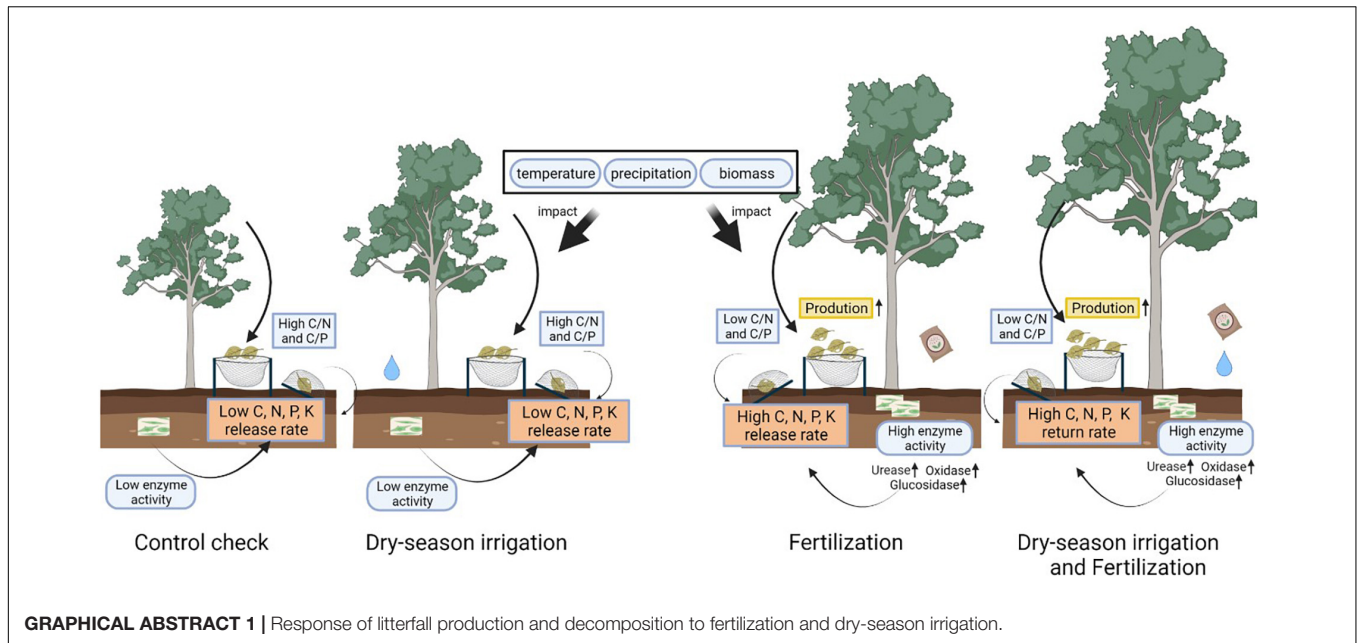 temperature
precipitation
biomass
impact
impact
High C/N
and C/P
Low C, N, P, K
release rate
Low enzyme
activity
Control check
High C/N
and C/P
Low C, N, P, K
release rate
Low enzyme
activity
Dry-season irrigation
Prodution
Low C/N
and C/P
High C, N, P, K
release rate
High enzyme
activity
Urease Oxidase
Glucosidase
Fertilization
Prodution
Low C/N
and C/P
High C, N, P, K
return rate
High enzyme
activity
Urease Oxidase
Glucosidase
Dry-season irrigation
and Fertilization
GRAPHICAL ABSTRACT 1 | Response of litterfall production and decomposition to fertilization and dry-season irrigation.